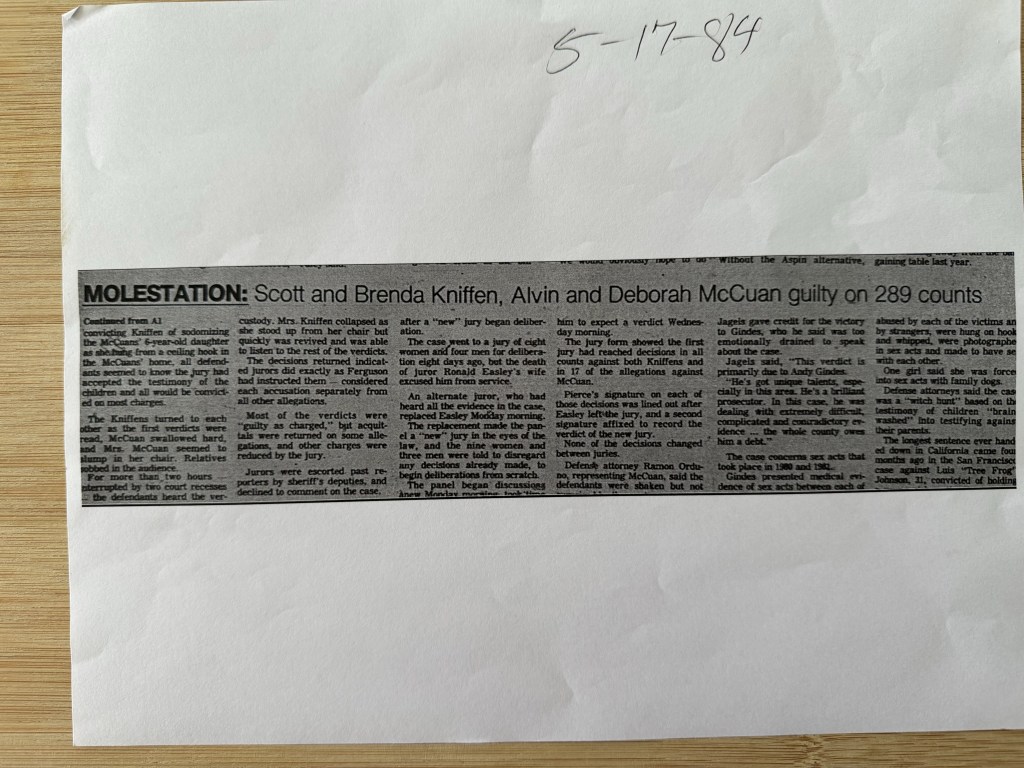 5-17-84
we would obviously hope to do
Without the Aspin alternative,
gaining table last year.
MOLESTATION: Scott and Brenda Kniffen, Alvin and Deborah McCuan guilty on 289 counts
Continued from A1
convicting Kniffen of sodomizing
the McCuans' 6-year-old daughter
as she hung from a ceiling hook in
the McCuans' home, all defend-
ants seemed to know the jury had
accepted the testimony of the
children and all would be convict-
ed on most charges.
The Kniffens turned to each
other as the first verdicts were
read, McCuan swallowed hard,
and Mrs. McCuan seemed to
slump in her chair. Relatives
sobbed in the audience.
For more than two hours
interrupted by two court recesses
... the defendants heard the ver-
custody. Mrs. Kniffen collapsed as
she stood up from her chair but
quickly was revived and was able
to listen to the rest of the verdicts.
The decisions returned indicat-
ed jurors did exactly as Ferguson
had instructed them — considered
each accusation separately from
all other allegations.
Most of the verdicts were
"guilty as charged," but acquit-
tals were returned on some alle-
gations, and other charges were
reduced by the jury.
Jurors were escorted past re-
porters by sheriff's deputies, and
declined to comment on the case.
after a "new" jury began deliber-
ation.
The case went to a jury of eight
women and four men for delibera-
tion eight days ago, but the death
of juror Ronald Easley's wife
excused him from service.
An alternate juror, who had
heard all the evidence in the case,
replaced Easley Monday morning.
The replacement made the pan-
el a "new" jury in the eyes of the
law, and the nine women and
three men were told to disregard
any decisions already made, to
begin deliberations from scratch.
The panel began discussions
anew Monday morning, took time
him to expect a verdict Wednes-
day morning.
The jury form showed the first
jury had reached decisions in all
counts against both Kniffens and
in 17 of the allegations against
McCuan.
Pierce's signature on each of
those decisions was lined out after
Easley left the jury, and a second
signature affixed to record the
verdict of the new jury.
None of the decisions changed
between juries.
Defense attorney Ramon Ordu-
no, representing McCuan, said the
defendants were shaken but not
Jagels gave credit for the victory
to Gindes, who he said was too
emotionally drained to speak
about the case.
Jagels said, "This verdict is
primarily due to Andy Gindes.
"He's got unique talents, espe-
cially in this area. He's a brilliant
prosecutor. In this case, he was
dealing with extremely difficult,
complicated and contradictory ev-
idence ... the whole county owes
him a debt."
The case concerns sex acts that
took place in 1980 and 1982.
Gindes presented medical evi-
dence of sex acts between each of
abused by each of the victims an
by strangers, were hung on hook
and whipped, were photographe
in sex acts and made to have se
with each other.
One girl said she was force
into sex acts with family dogs.
Defense attorneys said the cas
was a "witch hunt" based on th
testimony of children "brain
washed" into testifying agains
their parents.
The longest sentence ever hand
ed down in California came fou
months ago in the San Francisc
case against Luis "Tree Frog"
Johnson, 31, convicted of holding